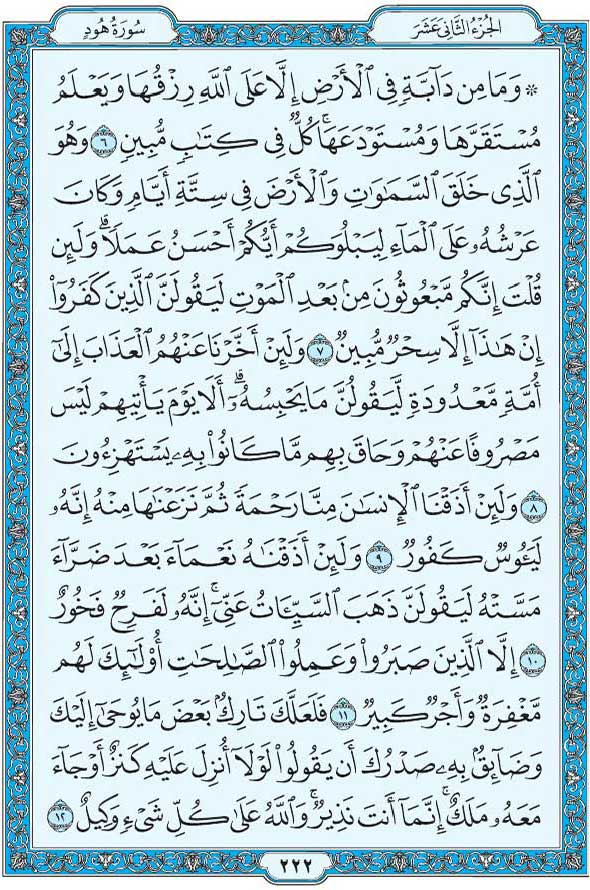 الجُزْءُ الثَّانِي عَشَرَ
سُورَةُ هُودٍ
۞ وَمَا مِن دَآبَّةٍ فِي ٱلْأَرْضِ إِلَّا عَلَى ٱللَّهِ رِزْقُهَا وَيَعْلَمُ
مُسْتَقَرَّهَا وَمُسْتَوْدَعَهَاۚ كُلٌّ فِي كِتَٰبٍ مُّبِينٍ ٦ وَهُوَ
ٱلَّذِي خَلَقَ ٱلسَّمَٰوَٰتِ وَٱلْأَرْضَ فِي سِتَّةِ أَيَّامٍ وَكَانَ
عَرْشُهُۥ عَلَى ٱلْمَآءِ لِيَبْلُوَكُمْ أَيُّكُمْ أَحْسَنُ عَمَلًاۗ وَلَئِن
قُلْتَ إِنَّكُم مَّبْعُوثُونَ مِنۢ بَعْدِ ٱلْمَوْتِ لَيَقُولَنَّ ٱلَّذِينَ كَفَرُوٓا۟
إِنْ هَٰذَآ إِلَّا سِحْرٌ مُّبِينٌ ٧ وَلَئِنْ أَخَّرْنَا عَنْهُمُ ٱلْعَذَابَ إِلَىٰٓ
أُمَّةٍ مَّعْدُودَةٍ لَّيَقُولُنَّ مَا يَحْبِسُهُۥٓۗ أَلَا يَوْمَ يَأْتِيهِمْ لَيْسَ
مَصْرُوفًا عَنْهُمْ وَحَاقَ بِهِم مَّا كَانُوا۟ بِهِۦ يَسْتَهْزِءُونَ
٨ وَلَئِنْ أَذَقْنَا ٱلْإِنسَٰنَ مِنَّا رَحْمَةً ثُمَّ نَزَعْنَٰهَا مِنْهُ إِنَّهُۥ
لَيَـُٔوسٌ كَفُورٌ ٩ وَلَئِنْ أَذَقْنَٰهُ نَعْمَآءَ بَعْدَ ضَرَّآءَ
مَسَّتْهُ لَيَقُولَنَّ ذَهَبَ ٱلسَّيِّـَٔاتُ عَنِّيٓۚ إِنَّهُۥ لَفَرِحٌ فَخُورٌ
١٠ إِلَّا ٱلَّذِينَ صَبَرُوا۟ وَعَمِلُوا۟ ٱلصَّٰلِحَٰتِ أُو۟لَٰٓئِكَ لَهُم
مَّغْفِرَةٌ وَأَجْرٌ كَبِيرٌ ١١ فَلَعَلَّكَ تَارِكٌۢ بَعْضَ مَا يُوحَىٰٓ إِلَيْكَ
وَضَآئِقٌۢ بِهِۦ صَدْرُكَ أَن يَقُولُوا۟ لَوْلَآ أُنزِلَ عَلَيْهِ كَنزٌ أَوْ جَآءَ
مَعَهُۥ مَلَكٌۚ إِنَّمَآ أَنتَ نَذِيرٌۚ وَٱللَّهُ عَلَىٰ كُلِّ شَيْءٍ وَكِيلٌ ١٢
٢٢٢